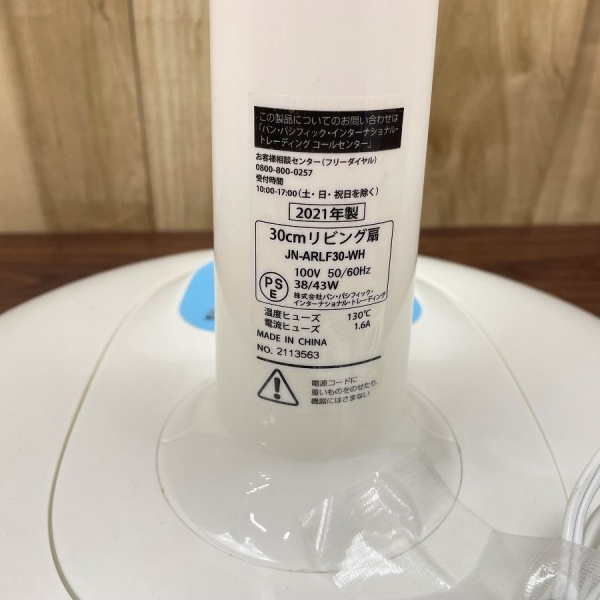 この製品についてのお問い合わせは
「パン・パシフィック・インターナショナル・
トレーディング コールセンター」
お客様相談センター(フリーダイヤル)
0800-800-0257
受付時間
10:00-17:00(土・日・祝日を除く)
2021年製
30cmリビング扇
JN-ARLF30-WH
100V 50/60Hz
PS
E
38/43W
株式会社パン・パシフィック・
インターナショナル・トレーディング
温度ヒューズ 130℃
電流ヒューズ 1.6A
MADE IN CHINA
NO. 2113563
電源コードに
重いものをのせたり、
機器にはさまない